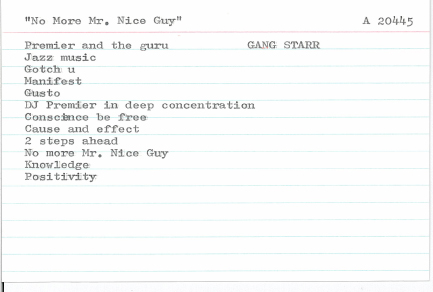 "No More Mr. Nice Guy" A 20445
Premier and the guru GANG STARR
Jazz music
Gotch u
Manifest
Gusto
DJ Premier in deep concentration
Conscience be free
Cause and effect
2 steps ahead
No more Mr. Nice Guy
Knowledge
Positivity